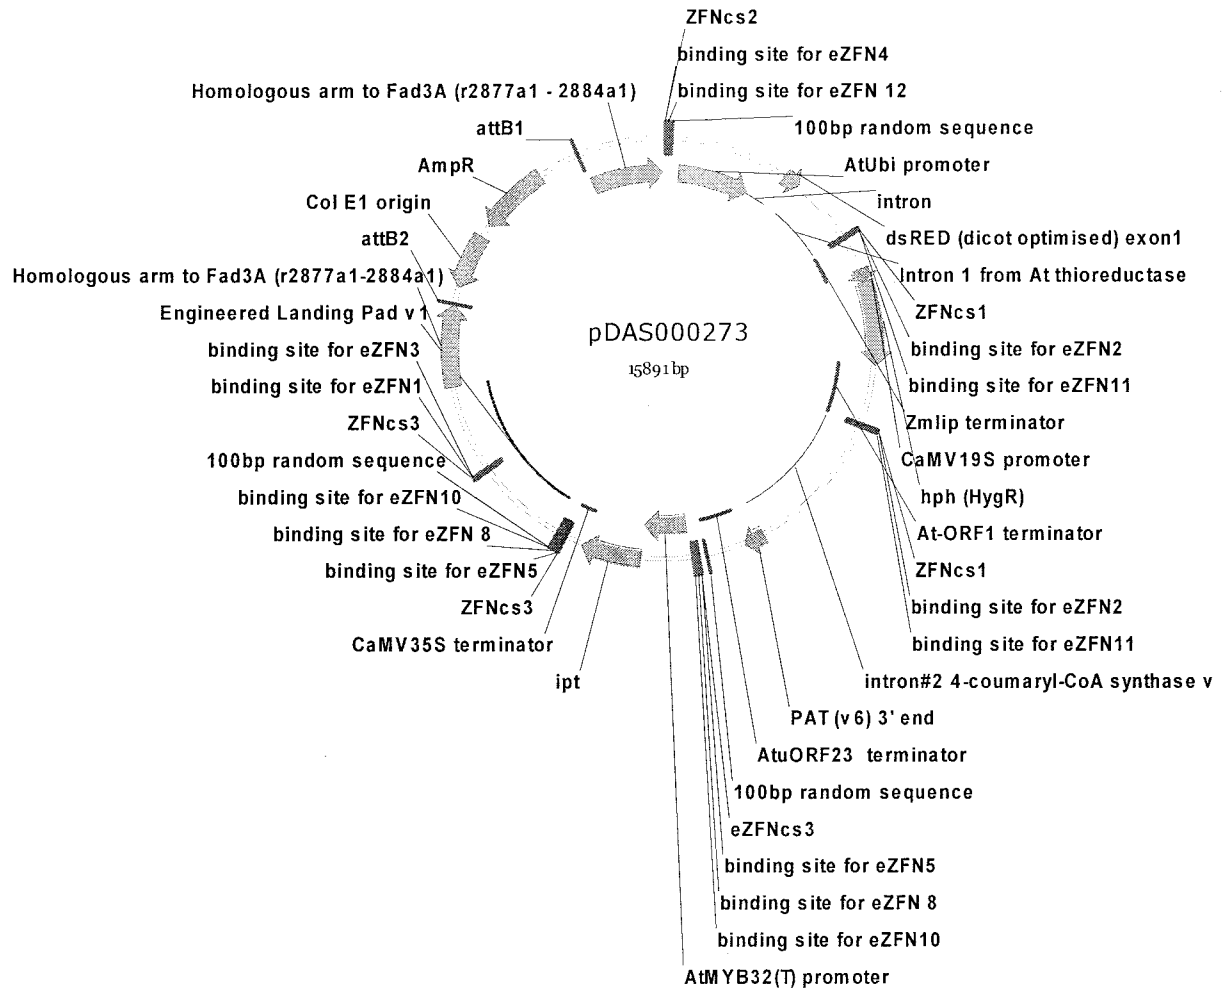 ZFNcs2
binding site for eZFN4
Homologous arm to Fad3A (r2877a1 - 2884a1)
binding site for eZFN 12
attB1
100bp random sequence
AmpR
AtUbi promoter
Col E1 origin
intron
attB2
dsRED (dicot optimised) exon1
Homologous arm to Fad3A (r2877a1-2884a1)
Intron 1 from At thioreductase
Engineered Landing Pad v1
ZFNcs1
pDAS000273
binding site for eZFN3
binding site for eZFN2
15891bp
binding site for eZFN1
binding site for eZFN11
ZFNcs3
Zmlip terminator
100bp random sequence
CaMV19S promoter
binding site for eZFN10
hph (HygR)
binding site for eZFN 8
At-ORF1 terminator
binding site for eZFN5
ZFNcs1
ZFNcs3
binding site for eZFN2
CaMV35S terminator
binding site for eZFN11
ipt
intron#2 4-coumaryl-CoA synthase v
PAT (v6) 3' end
AtuORF23 terminator
100bp random sequence
eZFNcs3
binding site for eZFN5
binding site for eZFN 8
binding site for eZFN10
AtMYB32(T) promoter